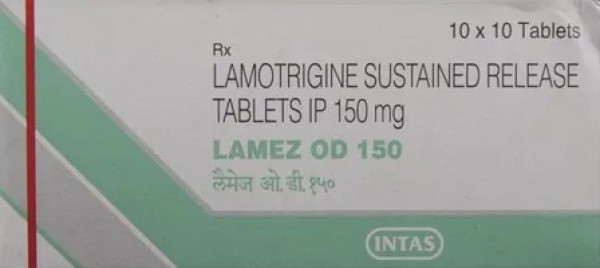 10 x 10 Tablets
Rx
LAMOTRIGINE SUSTAINED RELEASE
TABLETS IP 150 mg
LAMEZ OD 150
लैमेज ओ.डी.१५०
INTAS